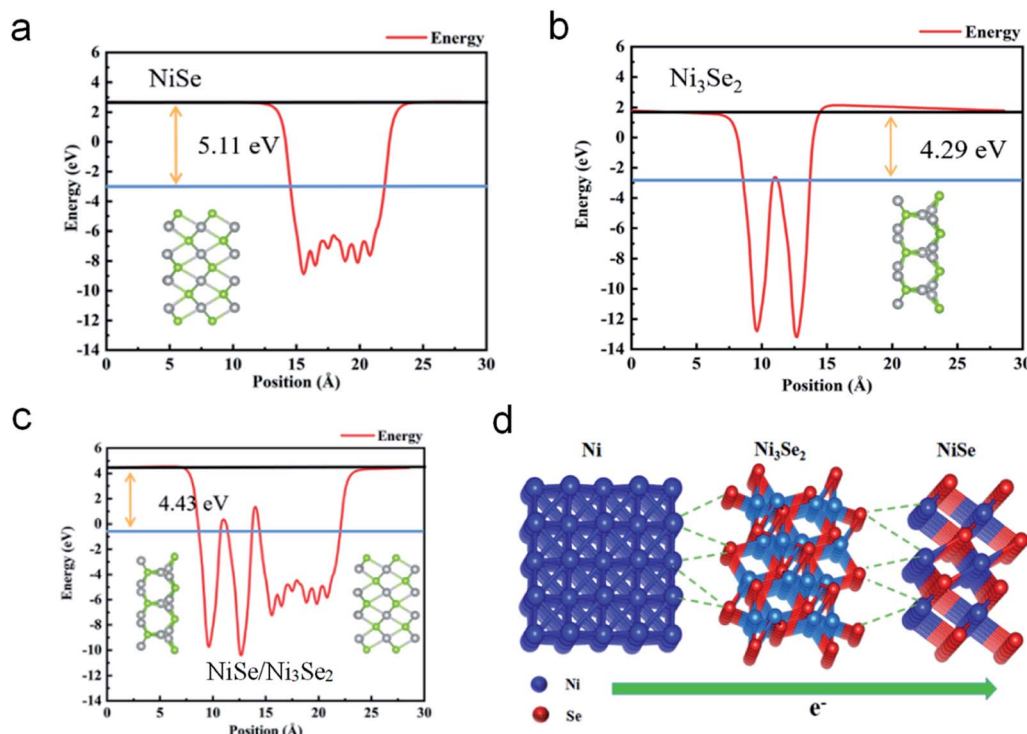 a
Energy
NiSe
5.11 eV
Energy (eV)
6
4
2
0
-2
-4
-6
-8
-10
-12
-14
0
5
10
15
20
25
30
Position (Å)
b
Energy
Ni₃Se₂
4.29 eV
Energy (eV)
6
4
2
0
-2
-4
-6
-8
-10
-12
-14
0
5
10
15
20
25
30
Position (Å)
c
Energy
4.43 eV
NiSe/Ni₃Se₂
Energy (eV)
6
4
2
0
-2
-4
-6
-8
-10
-12
-14
0
5
10
15
20
25
30
Position (Å)
d
Ni
Ni₃Se₂
NiSe
Ni
Se
e⁻